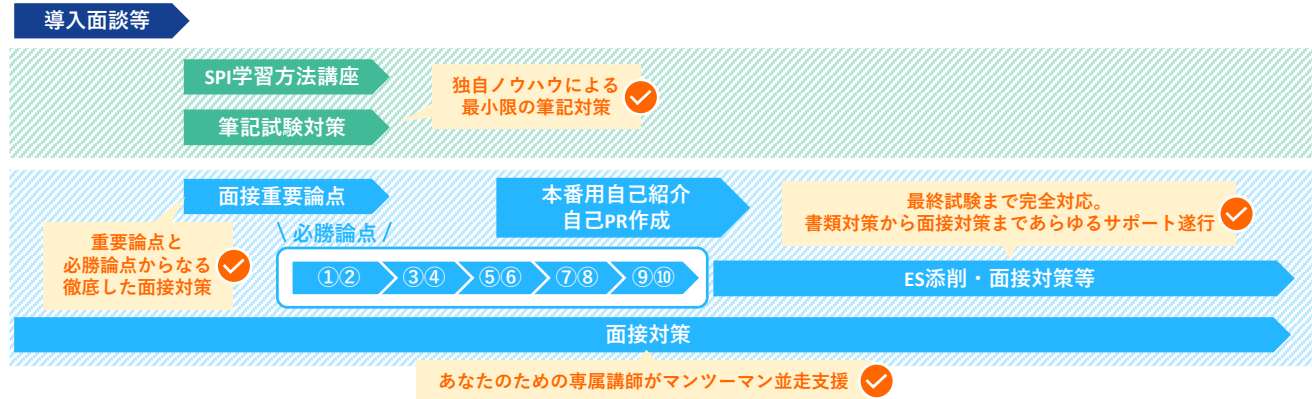 導入面談等
SPI学習方法講座
筆記試験対策
独自ノウハウによる
最小限の筆記対策
面接重要論点
本番用自己紹介
自己PR作成
最終試験まで完全対応。
書類対策から面接対策まであらゆるサポート遂行
\ 必勝論点 /
重要論点と
必勝論点からなる
徹底した面接対策
①② ③④ ⑤⑥ ⑦⑧ ⑨⑩
ES添削・面接対策等
面接対策
あなたのための専属講師がマンツーマン並走支援